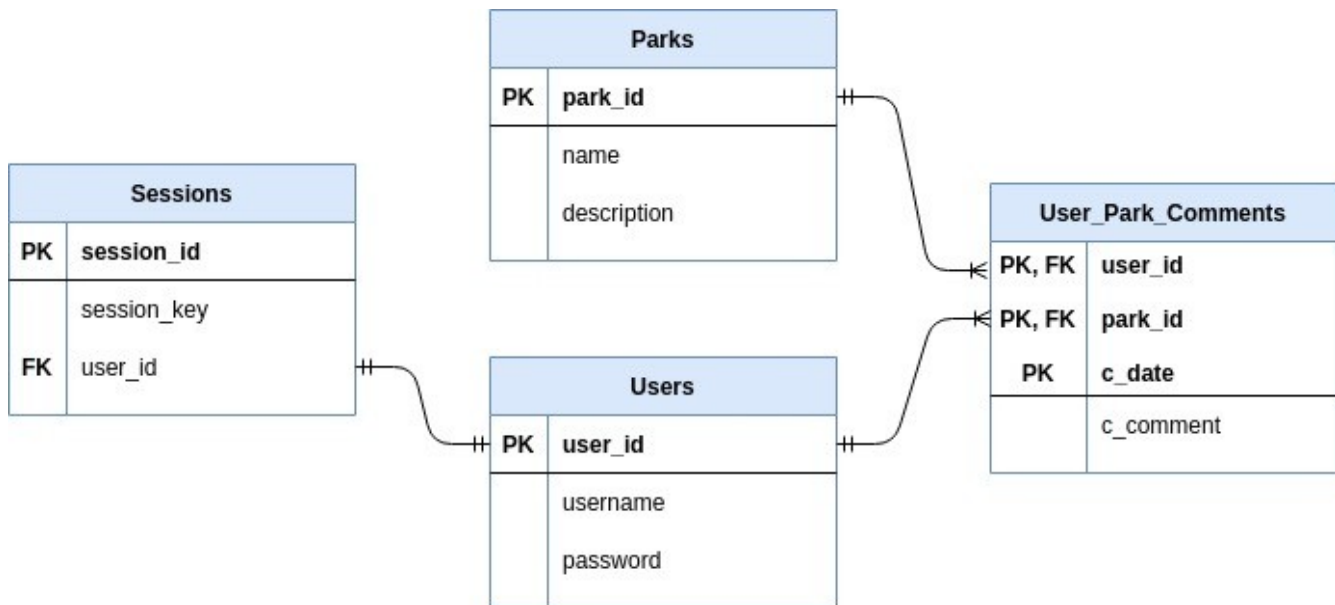 Parks
PK park_id
name
description
Sessions
PK session_id
session_key
FK user_id
Users
PK user_id
username
password
User_Park_Comments
PK, FK user_id
PK, FK park_id
PK c_date
c_comment